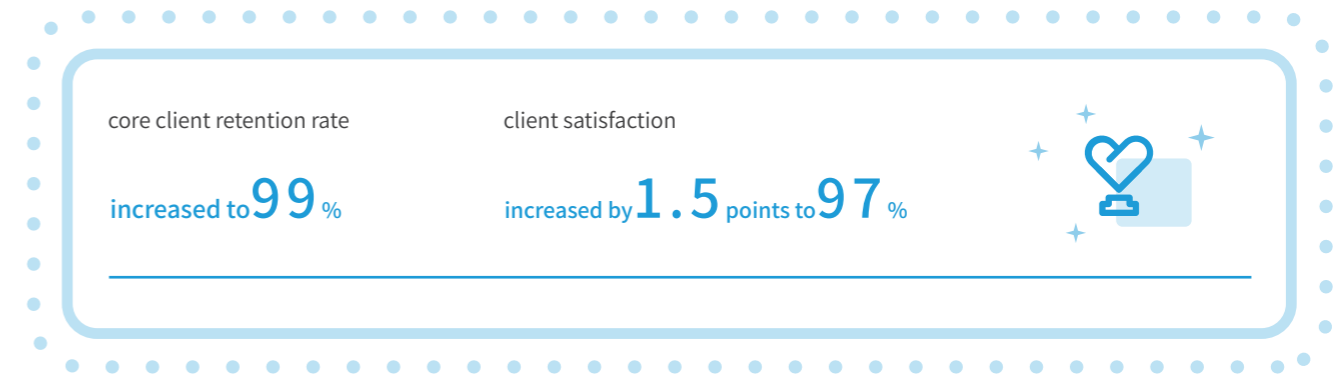 core client retention rate
client satisfaction
increased to 99 %
increased by 1.5 points to 97 %